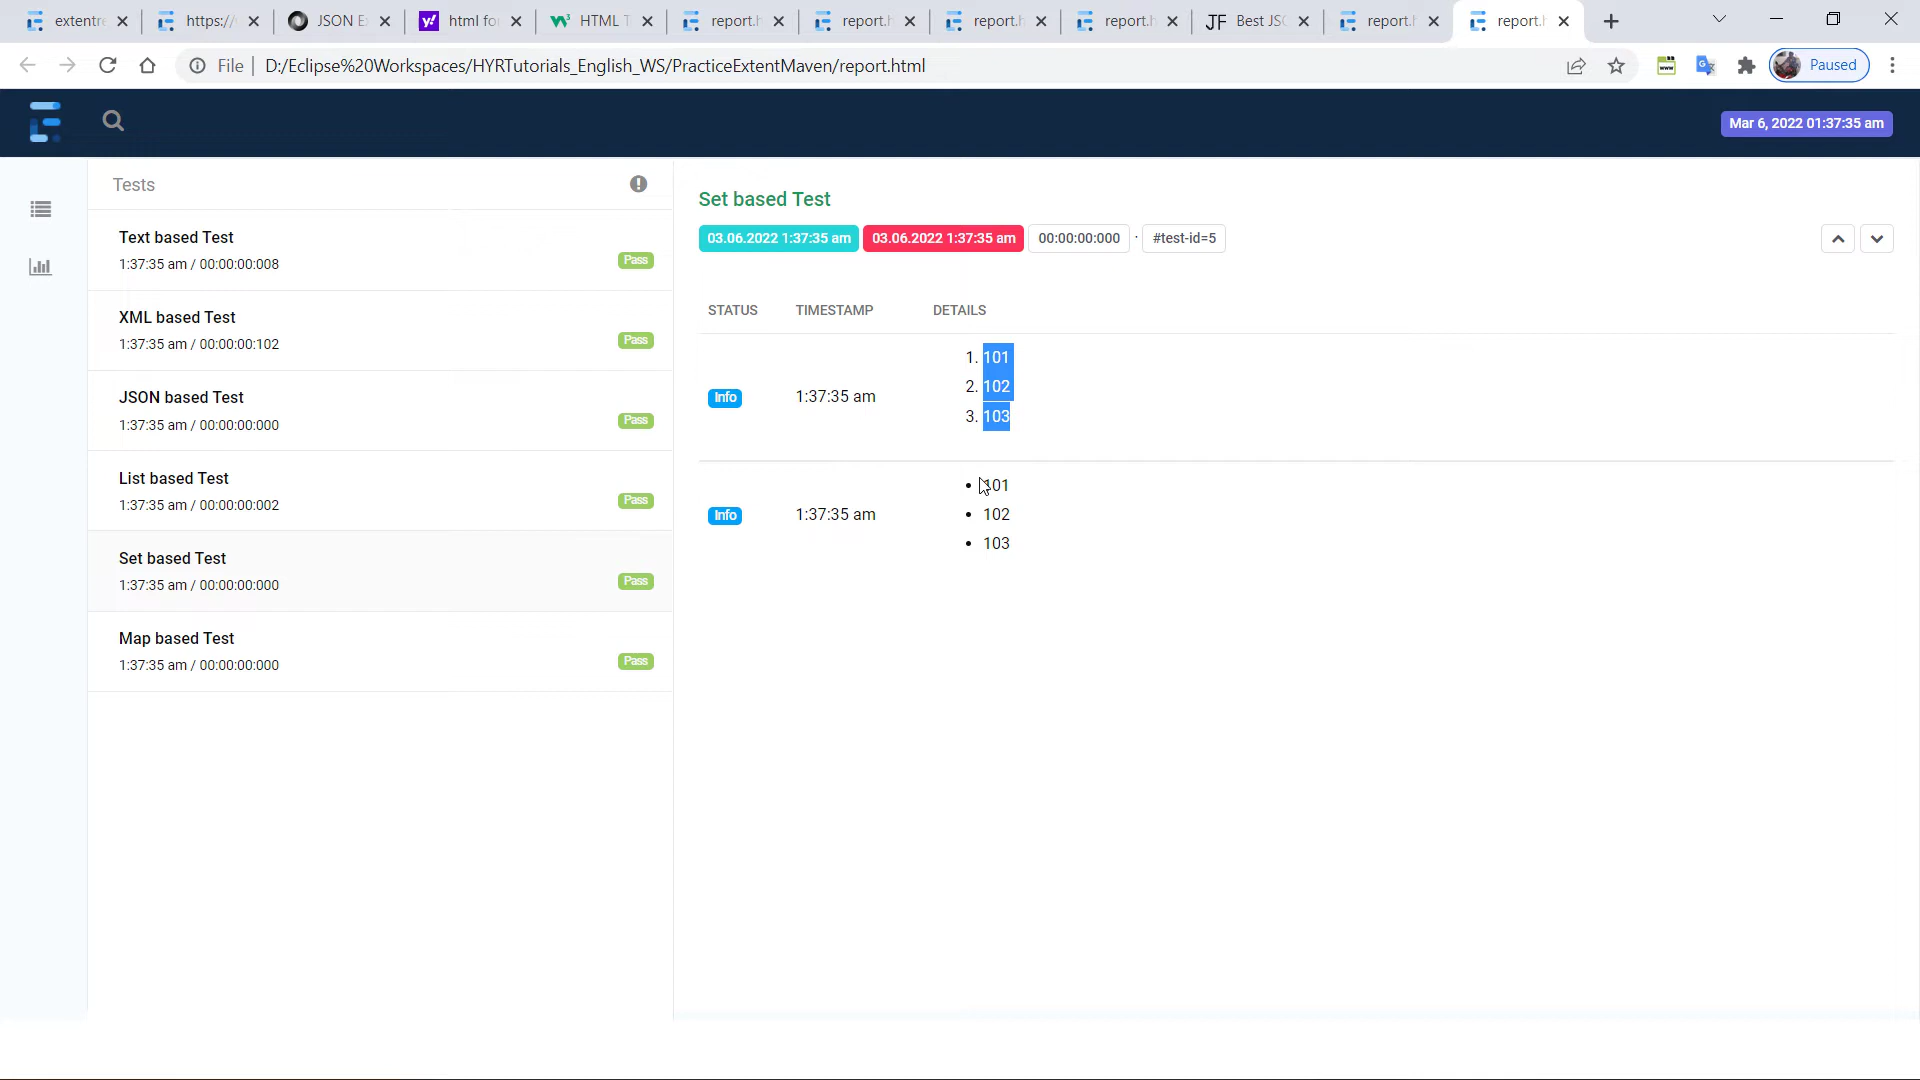 extentre
https://
JSON E
html fo
HTML T
report.h
report.h
report.h
report.h
JF Best JSC
report.h
report.h
File D:/Eclipse%20Workspaces/HYRTutorials_English_WS/PracticeExtentMaven/report.html
Paused
Mar 6, 2022 01:37:35 am
Tests
Text based Test
1:37:35 am / 00:00:00:008
Pass
XML based Test
1:37:35 am / 00:00:00:102
Pass
JSON based Test
1:37:35 am / 00:00:00:000
Pass
List based Test
1:37:35 am / 00:00:00:002
Pass
Set based Test
1:37:35 am / 00:00:00:000
Pass
Map based Test
1:37:35 am / 00:00:00:000
Pass
Set based Test
03.06.2022 1:37:35 am 03.06.2022 1:37:35 am 00:00:00:000 · #test-id=5
STATUS TIMESTAMP DETAILS
Info 1:37:35 am
1. 101
2. 102
3. 103
Info 1:37:35 am
• 101
• 102
• 103